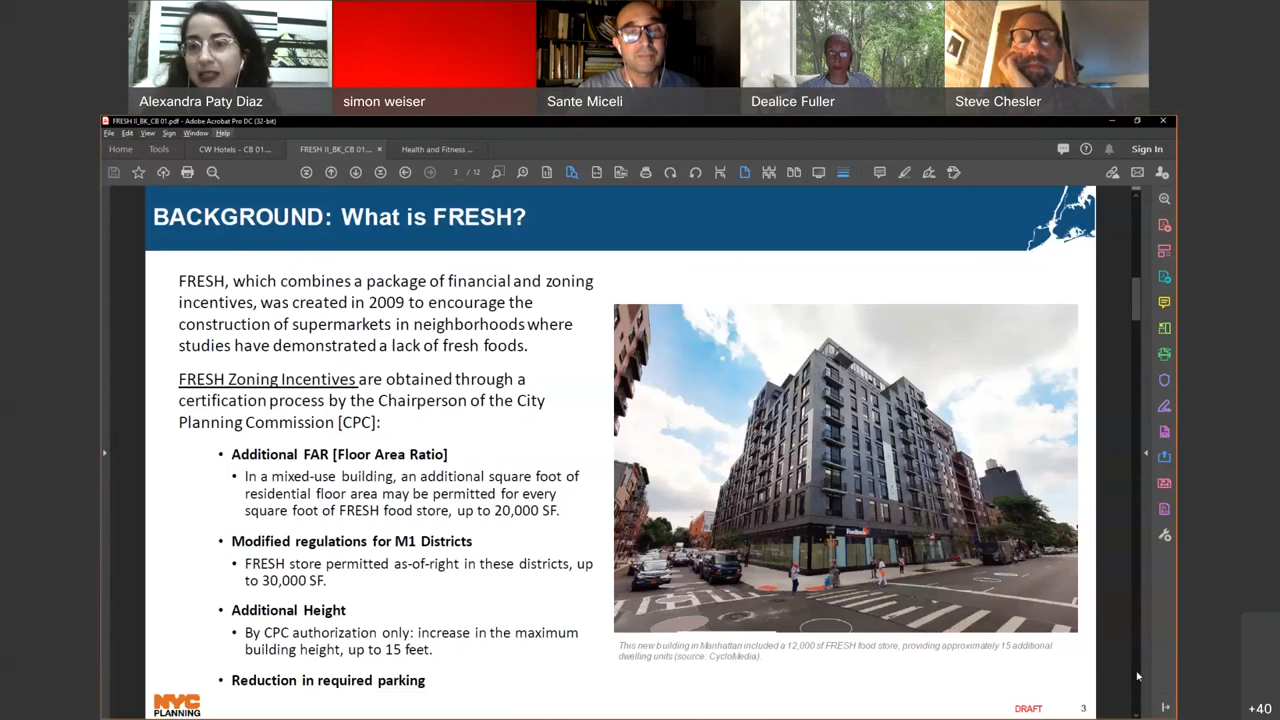 Alexandra Paty Diaz
simon weiser
Sante Miceli
Dealice Fuller
Steve Chesler
FRESH II_BK_CB 01.pdf - Adobe Acrobat Pro DC (32-bit)
File Edit View Sign Window Help
Home Tools CW Hotels - CB 01... FRESH II_BK_CB 01... × Health and Fitness ... Sign In
3 / 12
BACKGROUND: What is FRESH?
FRESH, which combines a package of financial and zoning
incentives, was created in 2009 to encourage the
construction of supermarkets in neighborhoods where
studies have demonstrated a lack of fresh foods.
FRESH Zoning Incentives are obtained through a
certification process by the Chairperson of the City
Planning Commission [CPC]:
• Additional FAR [Floor Area Ratio]
• In a mixed-use building, an additional square foot of
residential floor area may be permitted for every
square foot of FRESH food store, up to 20,000 SF.
• Modified regulations for M1 Districts
• FRESH store permitted as-of-right in these districts, up
to 30,000 SF.
• Additional Height
• By CPC authorization only: increase in the maximum
building height, up to 15 feet.
• Reduction in required parking
This new building in Manhattan included a 12,000 sf FRESH food store, providing approximately 15 additional
dwelling units (source: CycloMedia).
NYC
PLANNING
DRAFT
3
+40